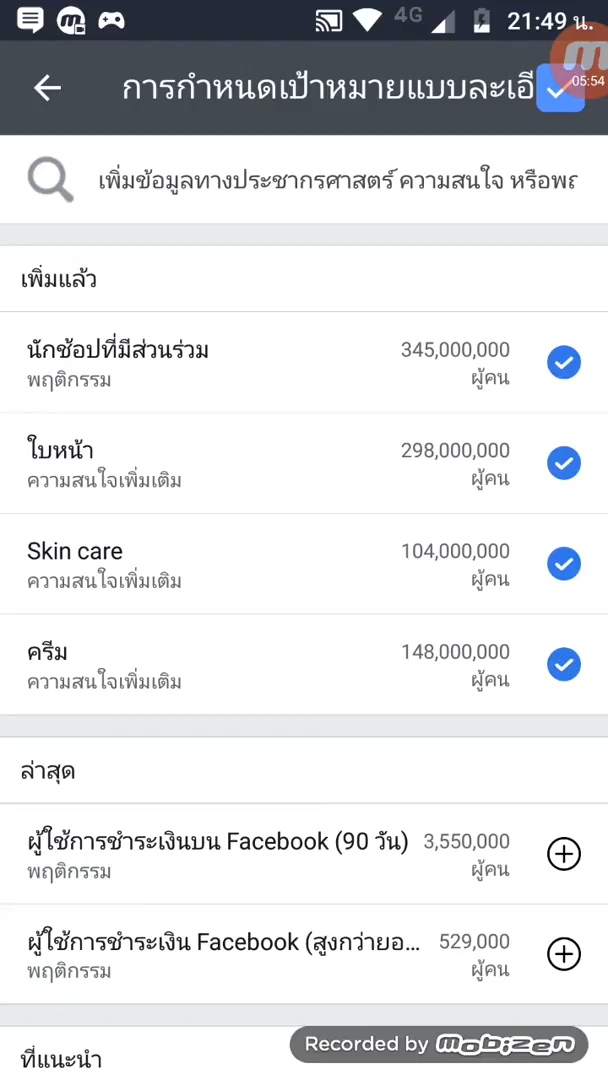 4G 21:49 น.
การกำหนดเป้าหมายแบบละเอี
05:54
เพิ่มข้อมูลทางประชากรศาสตร์ ความสนใจ หรือพถ
เพิ่มแล้ว
นักช้อปที่มีส่วนร่วม 345,000,000
พฤติกรรม ผู้คน
ใบหน้า 298,000,000
ความสนใจเพิ่มเติม ผู้คน
Skin care 104,000,000
ความสนใจเพิ่มเติม ผู้คน
ครีม 148,000,000
ความสนใจเพิ่มเติม ผู้คน
ล่าสุด
ผู้ใช้การชำระเงินบน Facebook (90 วัน) 3,550,000
พฤติกรรม ผู้คน
ผู้ใช้การชำระเงิน Facebook (สูงกว่ายอ... 529,000
พฤติกรรม ผู้คน
ที่แนะนำ
Recorded by mobizen